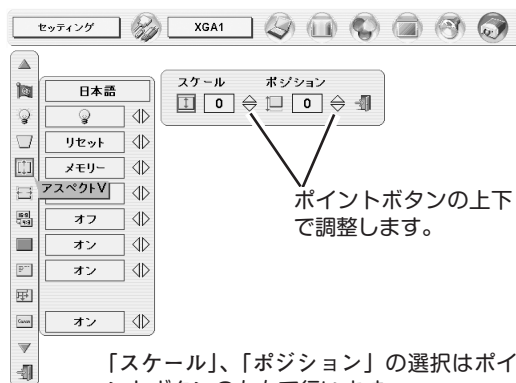 セッティング
XGA1
日本語
スケール ポジション
0 0
リセット
メモリー
アスペクトV
オフ
オン
オン
オン
ポイントボタンの上下
で調整します。
「スケール」、「ポジション」の選択はポイ